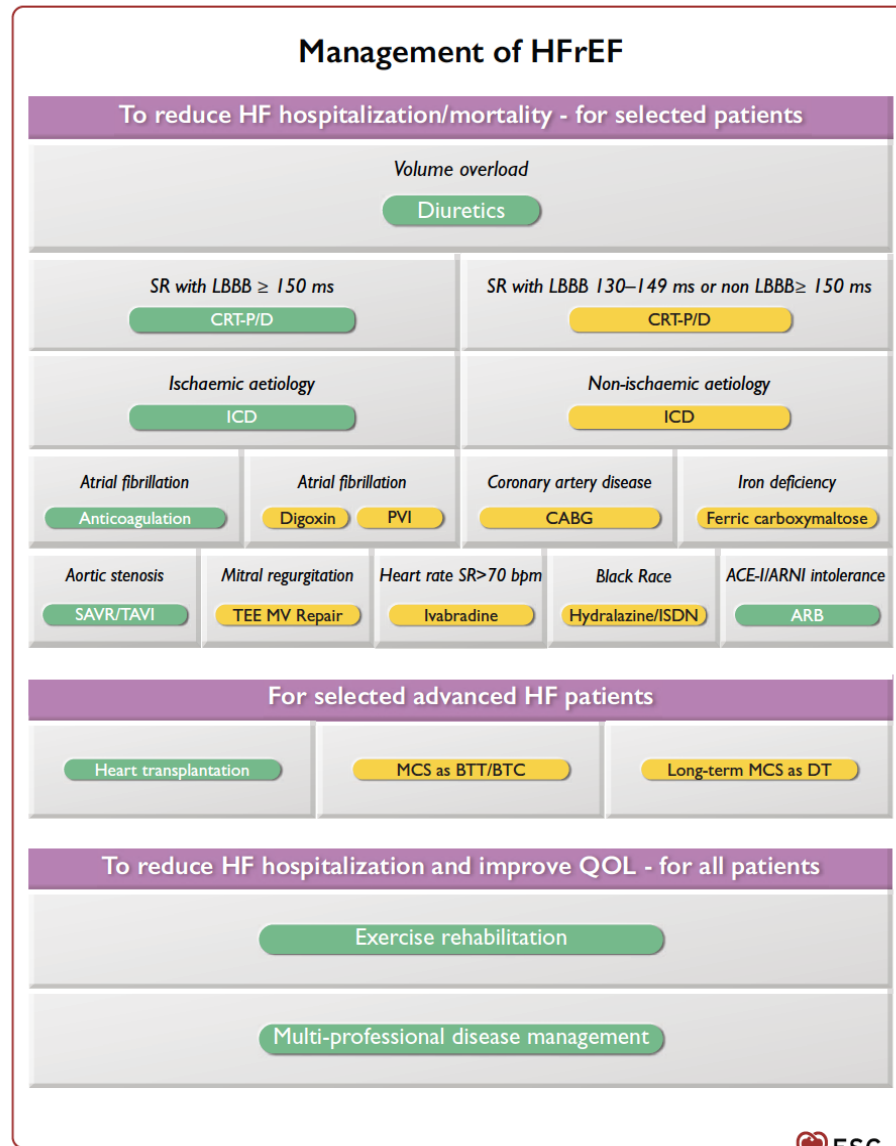 Management of HFrEF
To reduce HF hospitalization/mortality - for selected patients
Volume overload
Diuretics
SR with LBBB ≥ 150 ms
CRT-P/D
SR with LBBB 130–149 ms or non LBBB≥ 150 ms
CRT-P/D
Ischaemic aetiology
ICD
Non-ischaemic aetiology
ICD
Atrial fibrillation
Anticoagulation
Atrial fibrillation
Digoxin
PVI
Coronary artery disease
CABG
Iron deficiency
Ferric carboxymaltose
Aortic stenosis
SAVR/TAVI
Mitral regurgitation
TEE MV Repair
Heart rate SR>70 bpm
Ivabradine
Black Race
Hydralazine/ISDN
ACE-I/ARNI intolerance
ARB
For selected advanced HF patients
Heart transplantation
MCS as BTT/BTC
Long-term MCS as DT
To reduce HF hospitalization and improve QOL - for all patients
Exercise rehabilitation
Multi-professional disease management